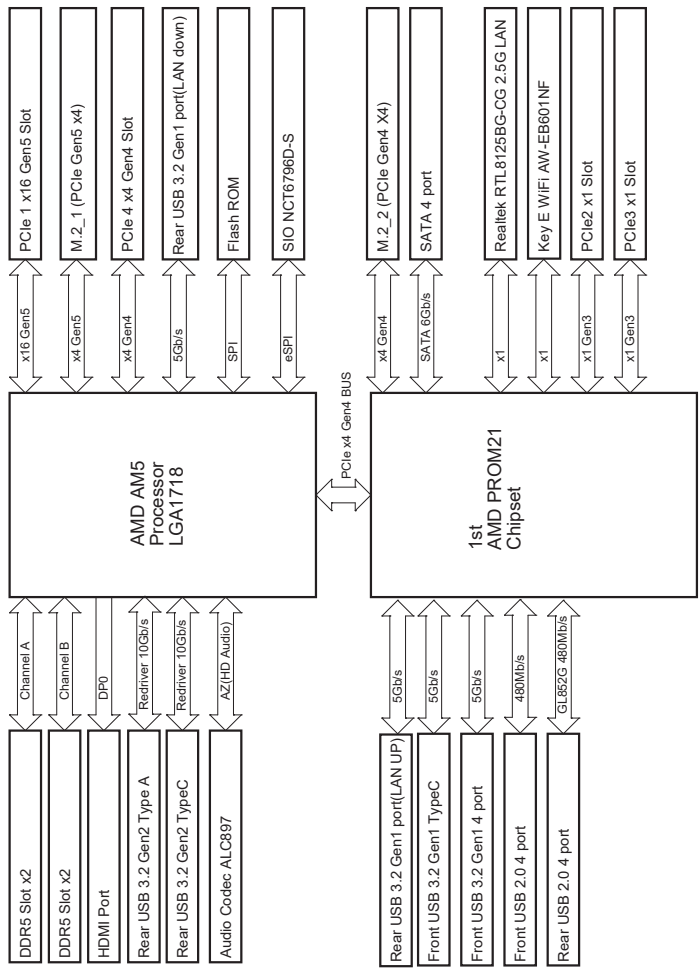 PCIe 1 x16 Gen5 Slot
M.2_1 (PCIe Gen5 x4)
PCIe 4 x4 Gen4 Slot
Rear USB 3.2 Gen1 port(LAN down)
Flash ROM
SIO NCT6796D-S
x16 Gen5
x4 Gen5
x4 Gen4
5Gb/s
SPI
eSPI
AMD AM5
Processor
LGA1718
Channel A
Channel B
DP0
Redriver 10Gb/s
Redriver 10Gb/s
AZ(HD Audio)
DDR5 Slot x2
DDR5 Slot x2
HDMI Port
Rear USB 3.2 Gen2 Type A
Rear USB 3.2 Gen2 TypeC
Audio Codec ALC897
PCIe x4 Gen4 BUS
M.2_2 (PCIe Gen4 X4)
SATA 4 port
Realtek RTL8125BG-CG 2.5G LAN
Key E WiFi AW-EB601NF
PCIe2 x1 Slot
PCIe3 x1 Slot
x4 Gen4
SATA 6Gb/s
x1
x1
x1 Gen3
x1 Gen3
1st
AMD PROM21
Chipset
5Gb/s
5Gb/s
5Gb/s
480Mb/s
GL852G 480Mb/s
Rear USB 3.2 Gen1 port(LAN UP)
Front USB 3.2 Gen1 TypeC
Front USB 3.2 Gen1 4 port
Front USB 2.0 4 port
Rear USB 2.0 4 port